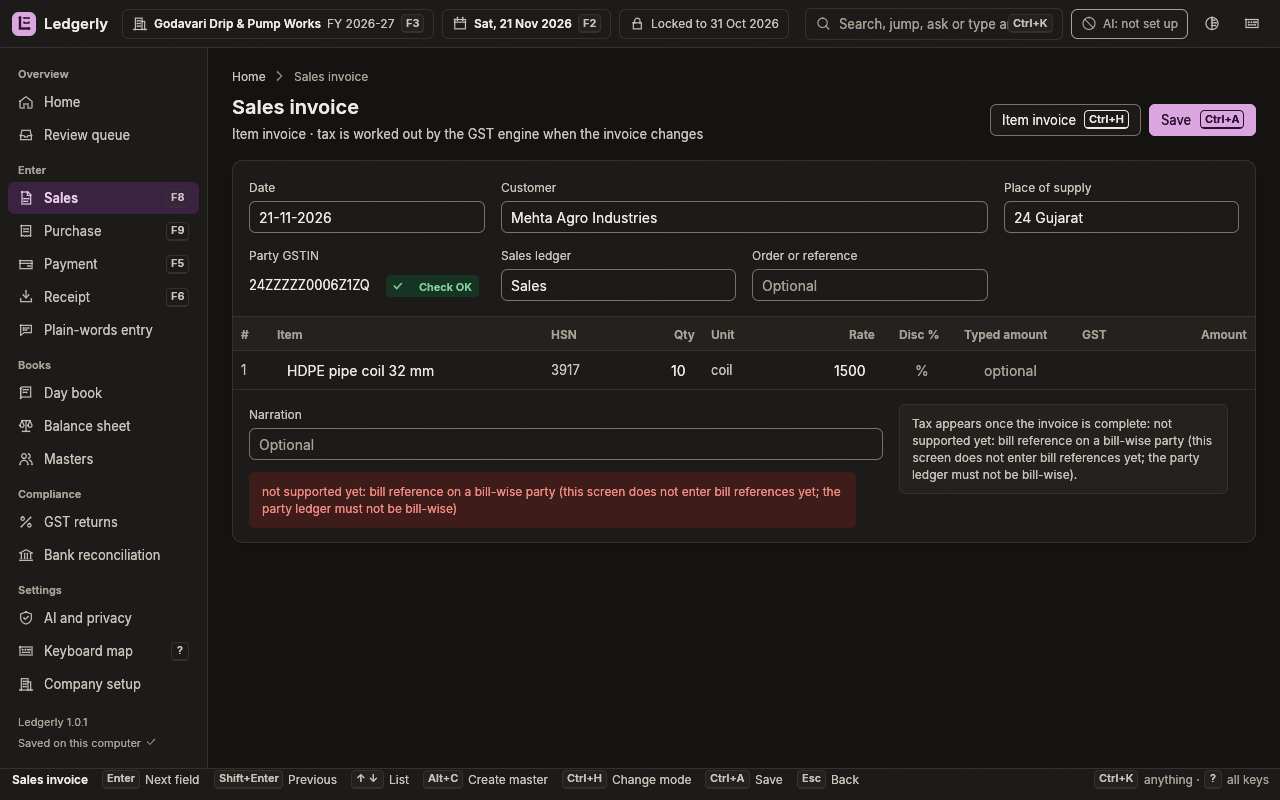 Ledgerly
Godavari Drip & Pump Works FY 2026-27 F3
Sat, 21 Nov 2026 F2
Locked to 31 Oct 2026
Search, jump, ask or type a Ctrl+K
AI: not set up
Overview
Home
Review queue
Enter
Sales F8
Purchase F9
Payment F5
Receipt F6
Plain-words entry
Books
Day book
Balance sheet
Masters
Compliance
GST returns
Bank reconciliation
Settings
AI and privacy
Keyboard map ?
Company setup
Ledgerly 1.0.1
Saved on this computer
Home > Sales invoice
Sales invoice
Item invoice · tax is worked out by the GST engine when the invoice changes
Item invoice Ctrl+H
Save Ctrl+A
Date Customer Place of supply
21-11-2026 Mehta Agro Industries 24 Gujarat
Party GSTIN Sales ledger Order or reference
24ZZZZZ0006Z1ZQ Check OK Sales Optional
# Item HSN Qty Unit Rate Disc % Typed amount GST Amount
1 HDPE pipe coil 32 mm 3917 10 coil 1500 % optional
Narration
Optional
not supported yet: bill reference on a bill-wise party (this screen does not enter bill references yet; the
party ledger must not be bill-wise)
Tax appears once the invoice is complete: not
supported yet: bill reference on a bill-wise party (this
screen does not enter bill references yet; the party
ledger must not be bill-wise).
Sales invoice Enter Next field Shift+Enter Previous ↑ ↓ List Alt+C Create master Ctrl+H Change mode Ctrl+A Save Esc Back Ctrl+K anything · ? all keys